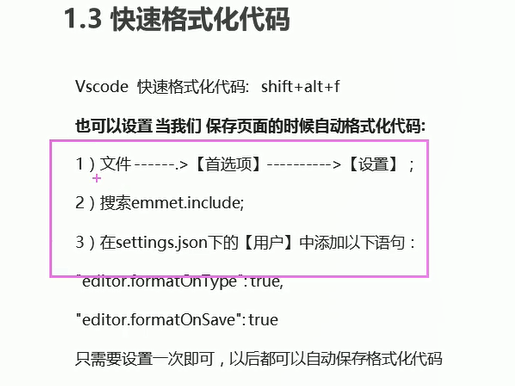 1.3 快速格式化代码
Vscode 快速格式化代码: shift+alt+f
也可以设置 当我们 保存页面的时候自动格式化代码:
1）文件 ------.>【首选项】---------->【设置】；
2）搜索emmet.include;
3）在settings.json下的【用户】中添加以下语句：
"editor.formatOnType": true,
"editor.formatOnSave": true
只需要设置一次即可，以后都可以自动保存格式化代码